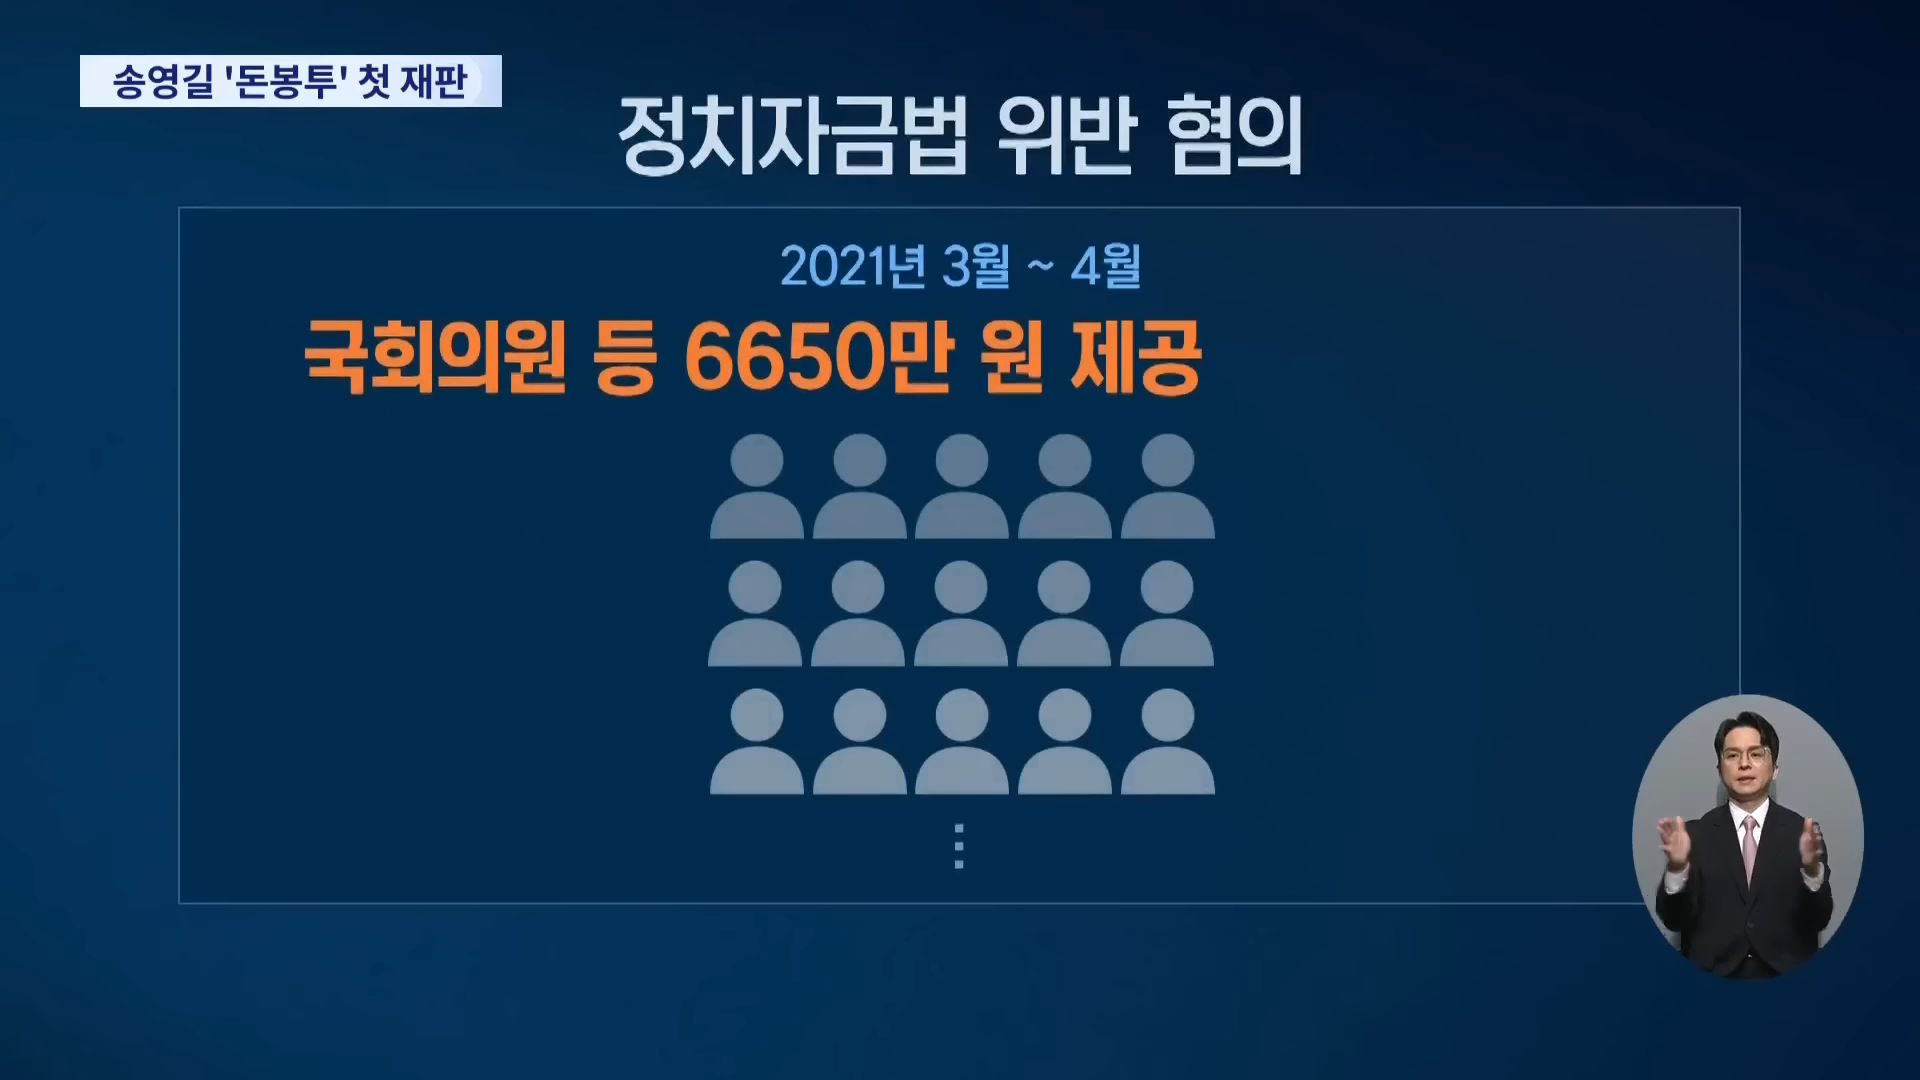 송영길 '돈봉투' 첫 재판
정치자금법 위반 혐의
2021년 3월 ~ 4월
국회의원 등 6650만 원 제공